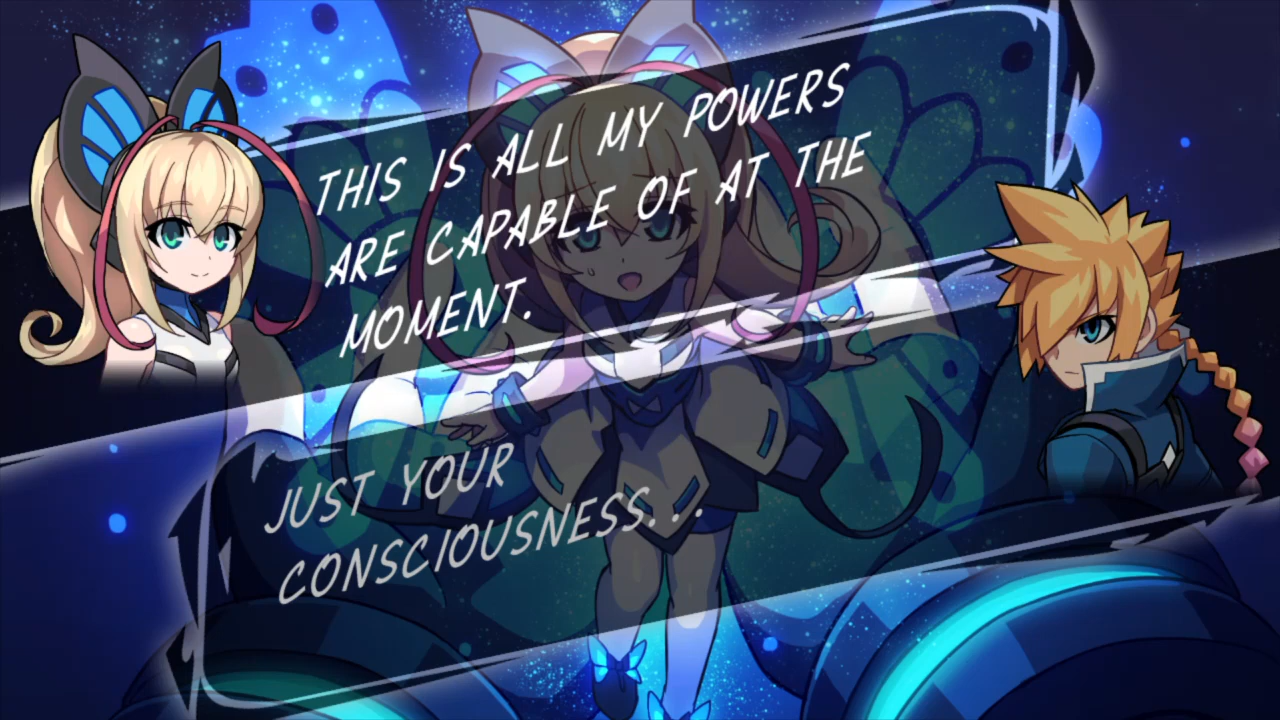 THIS IS ALL MY POWERS
ARE CAPABLE OF AT THE
MOMENT.
JUST YOUR
CONSCIOUSNESS...